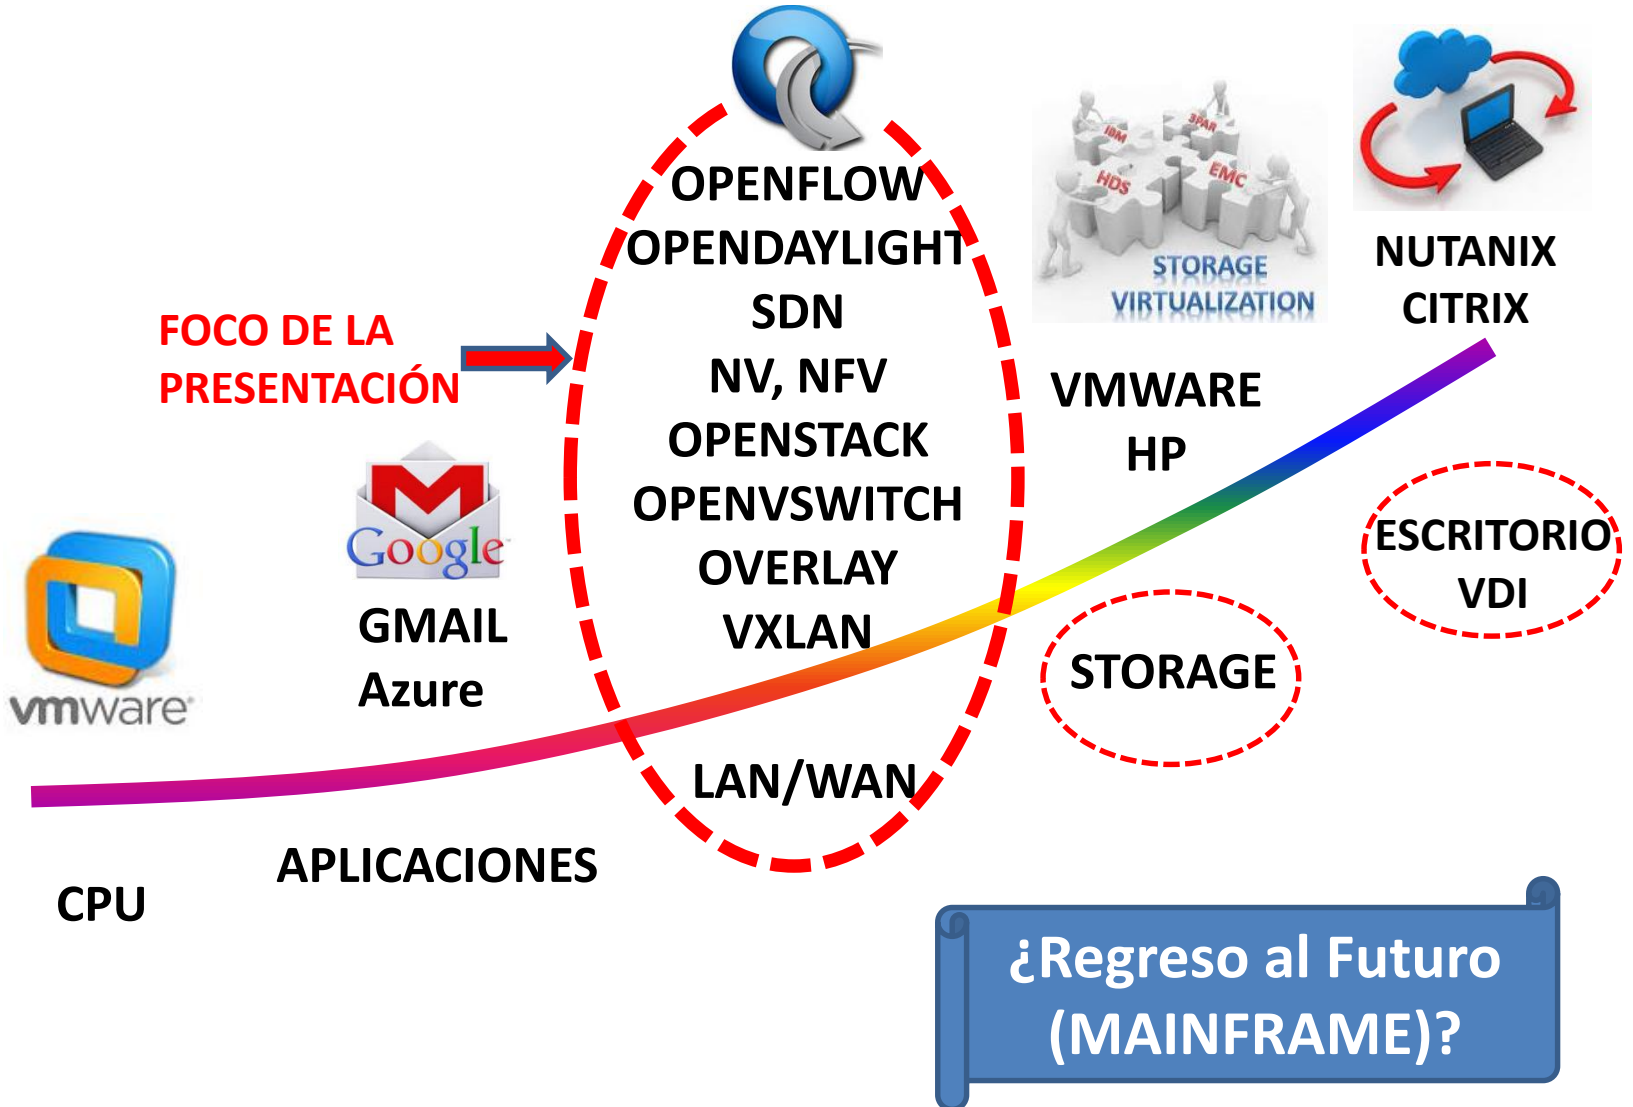 OPENFLOW
OPENDAYLIGHT
SDN
NV, NFV
OPENSTACK
OPENVSWITCH
OVERLAY
VXLAN
LAN/WAN
FOCO DE LA
PRESENTACIÓN
Google
GMAIL
Azure
vmware
CPU
APLICACIONES
IBM
3PAR
HDS
EMC
STORAGE
VIRTUALIZATION
VMWARE
HP
STORAGE
NUTANIX
CITRIX
ESCRITORIO
VDI
¿Regreso al Futuro
(MAINFRAME)?